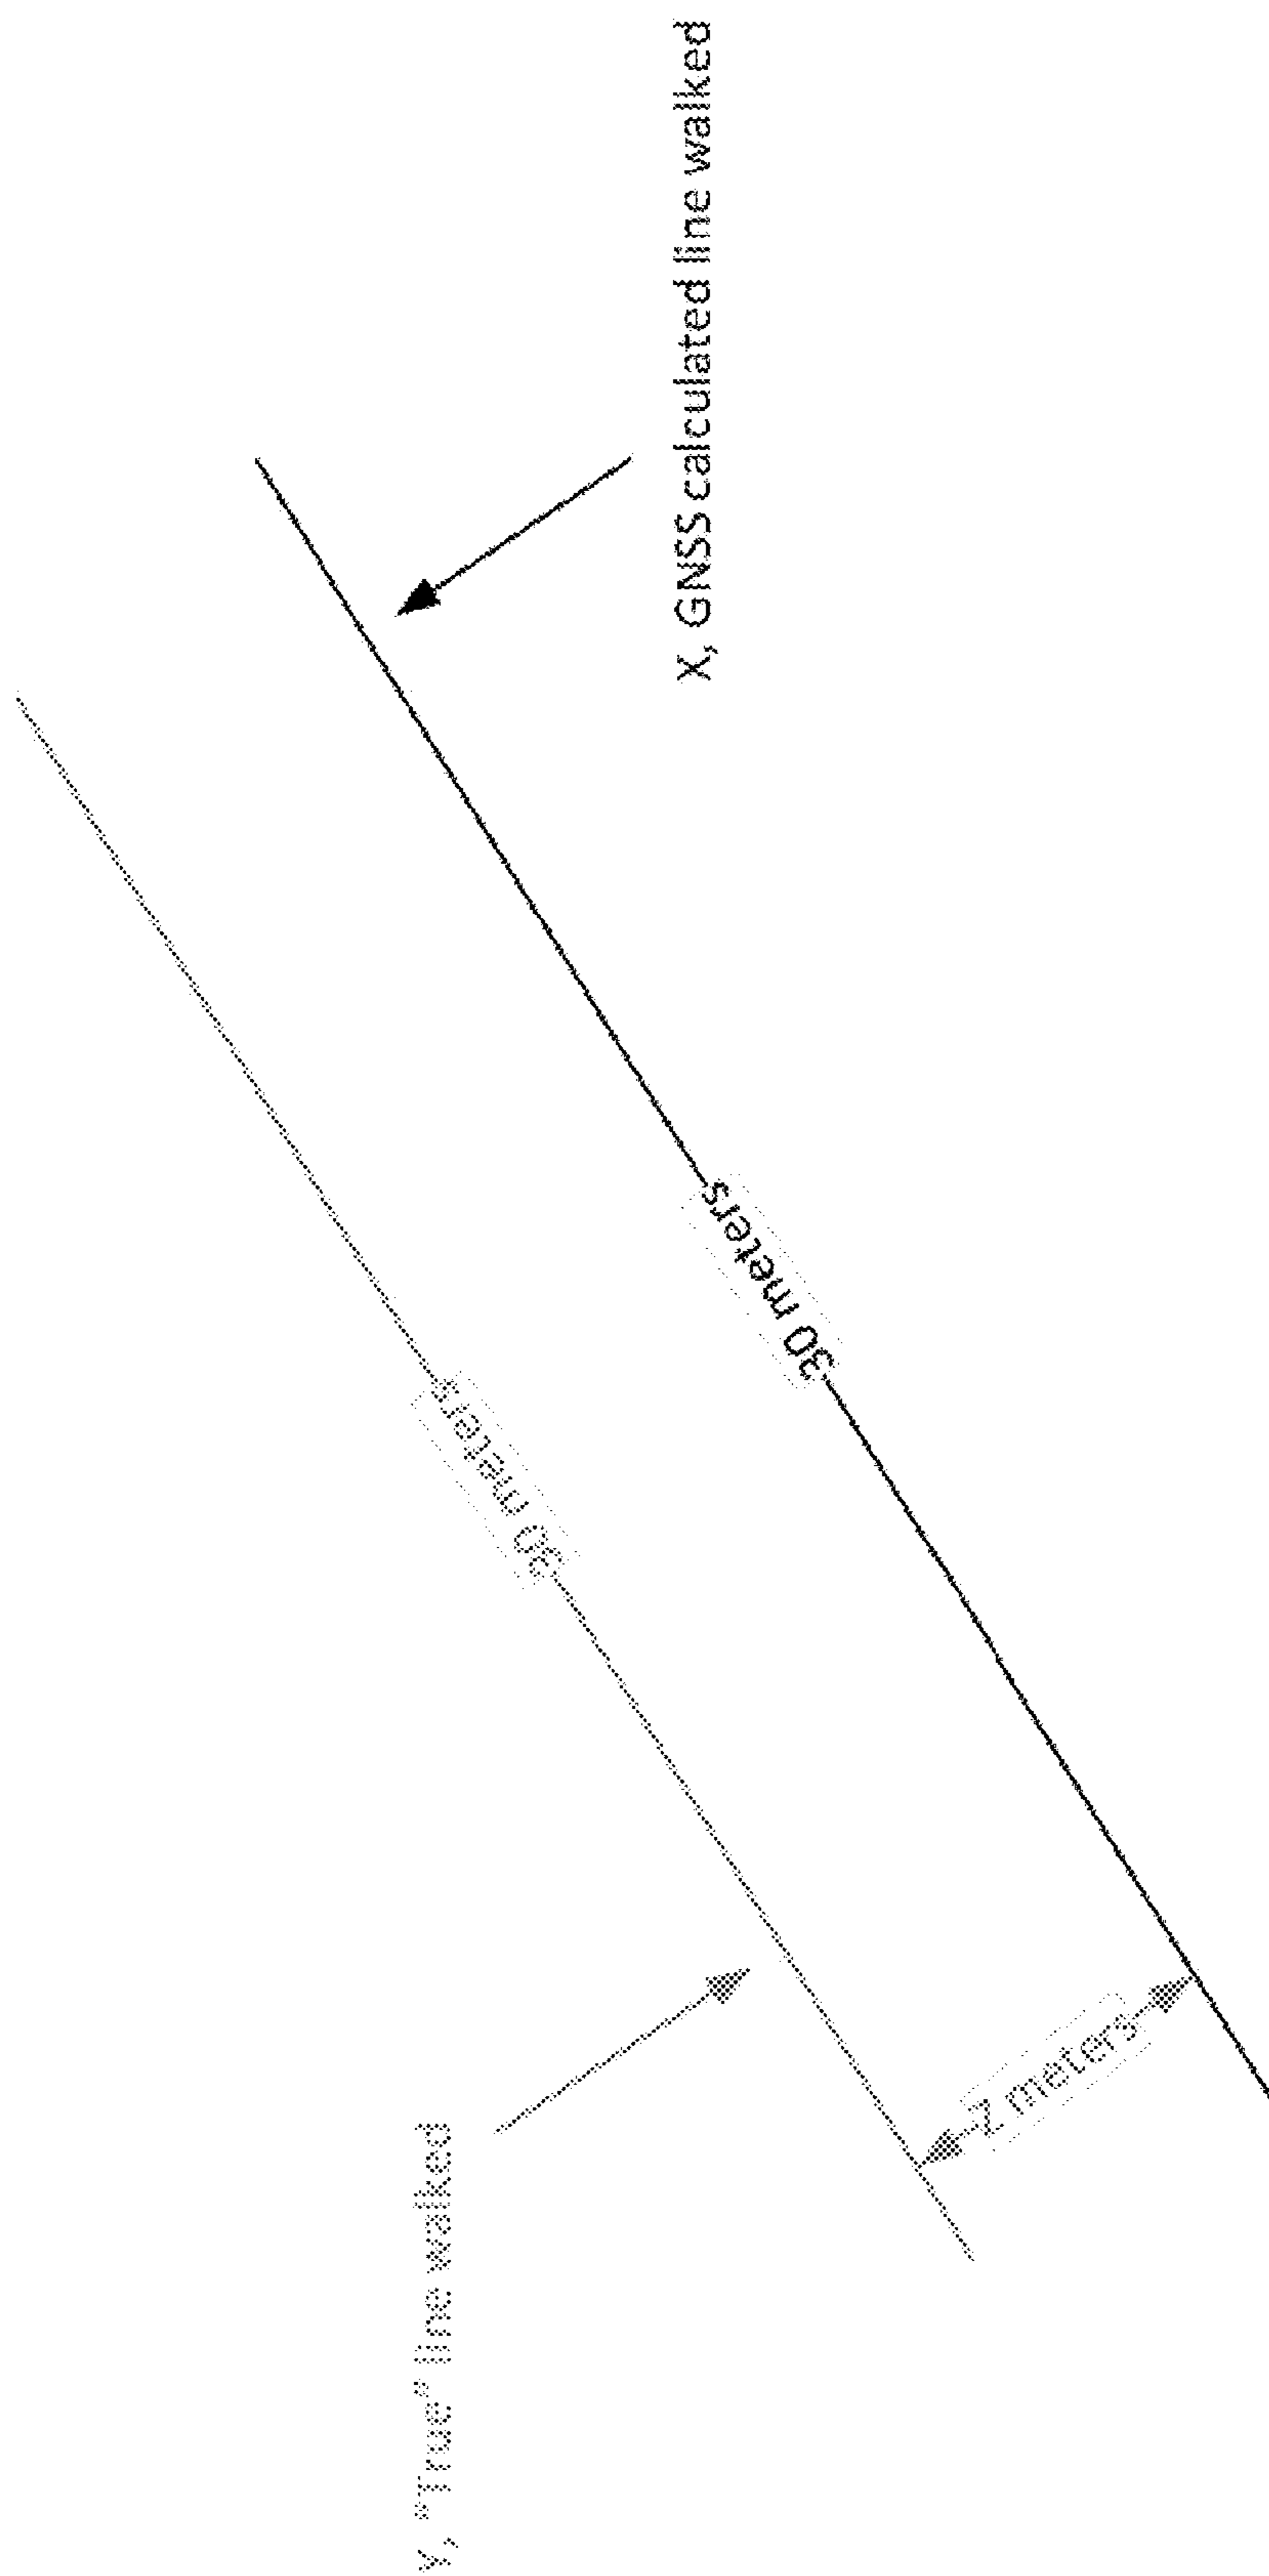 y, "True" line walked
30 meters
meters
30 meters
X, GNSS calculated line walked